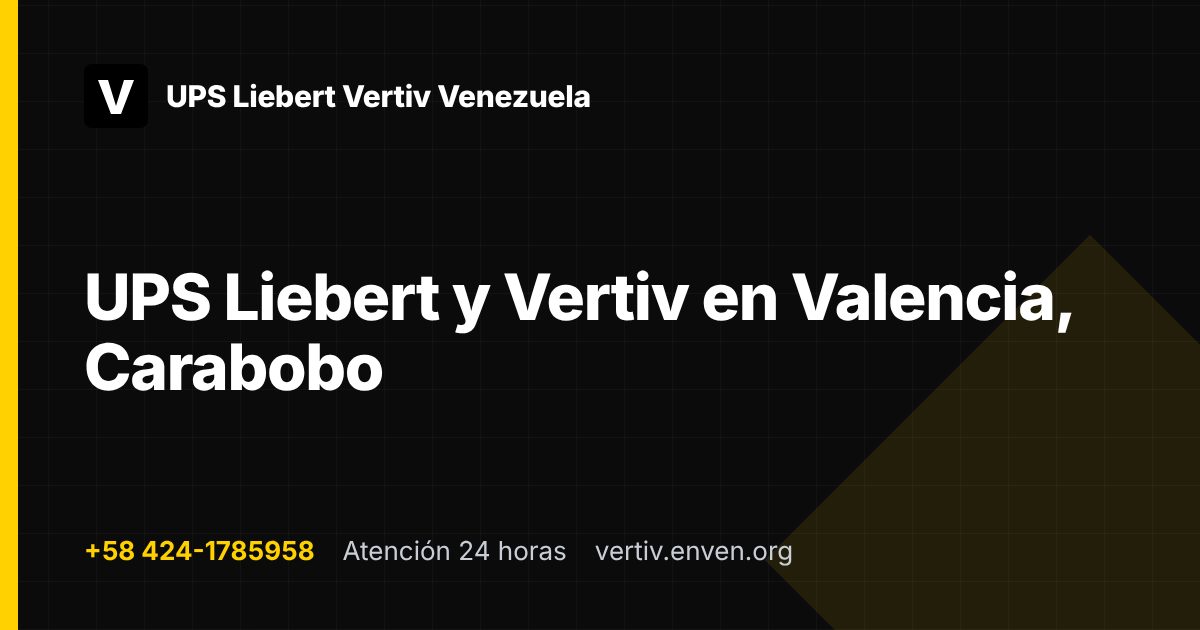 V
UPS Liebert Vertiv Venezuela
UPS Liebert y Vertiv en Valencia,
Carabobo
+58 424-1785958 Atención 24 horas vertiv.enven.org